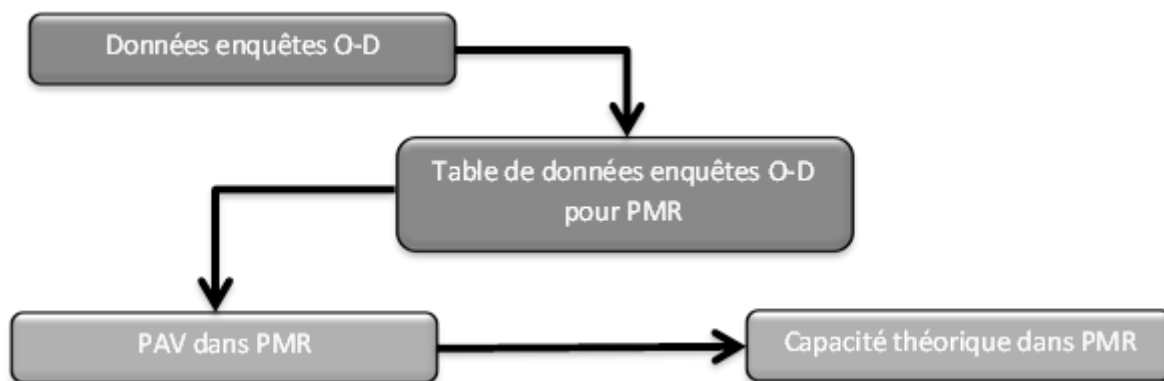 Données enquêtes O-D
Table de données enquêtes O-D
pour PMR
PAV dans PMR
Capacité théorique dans PMR